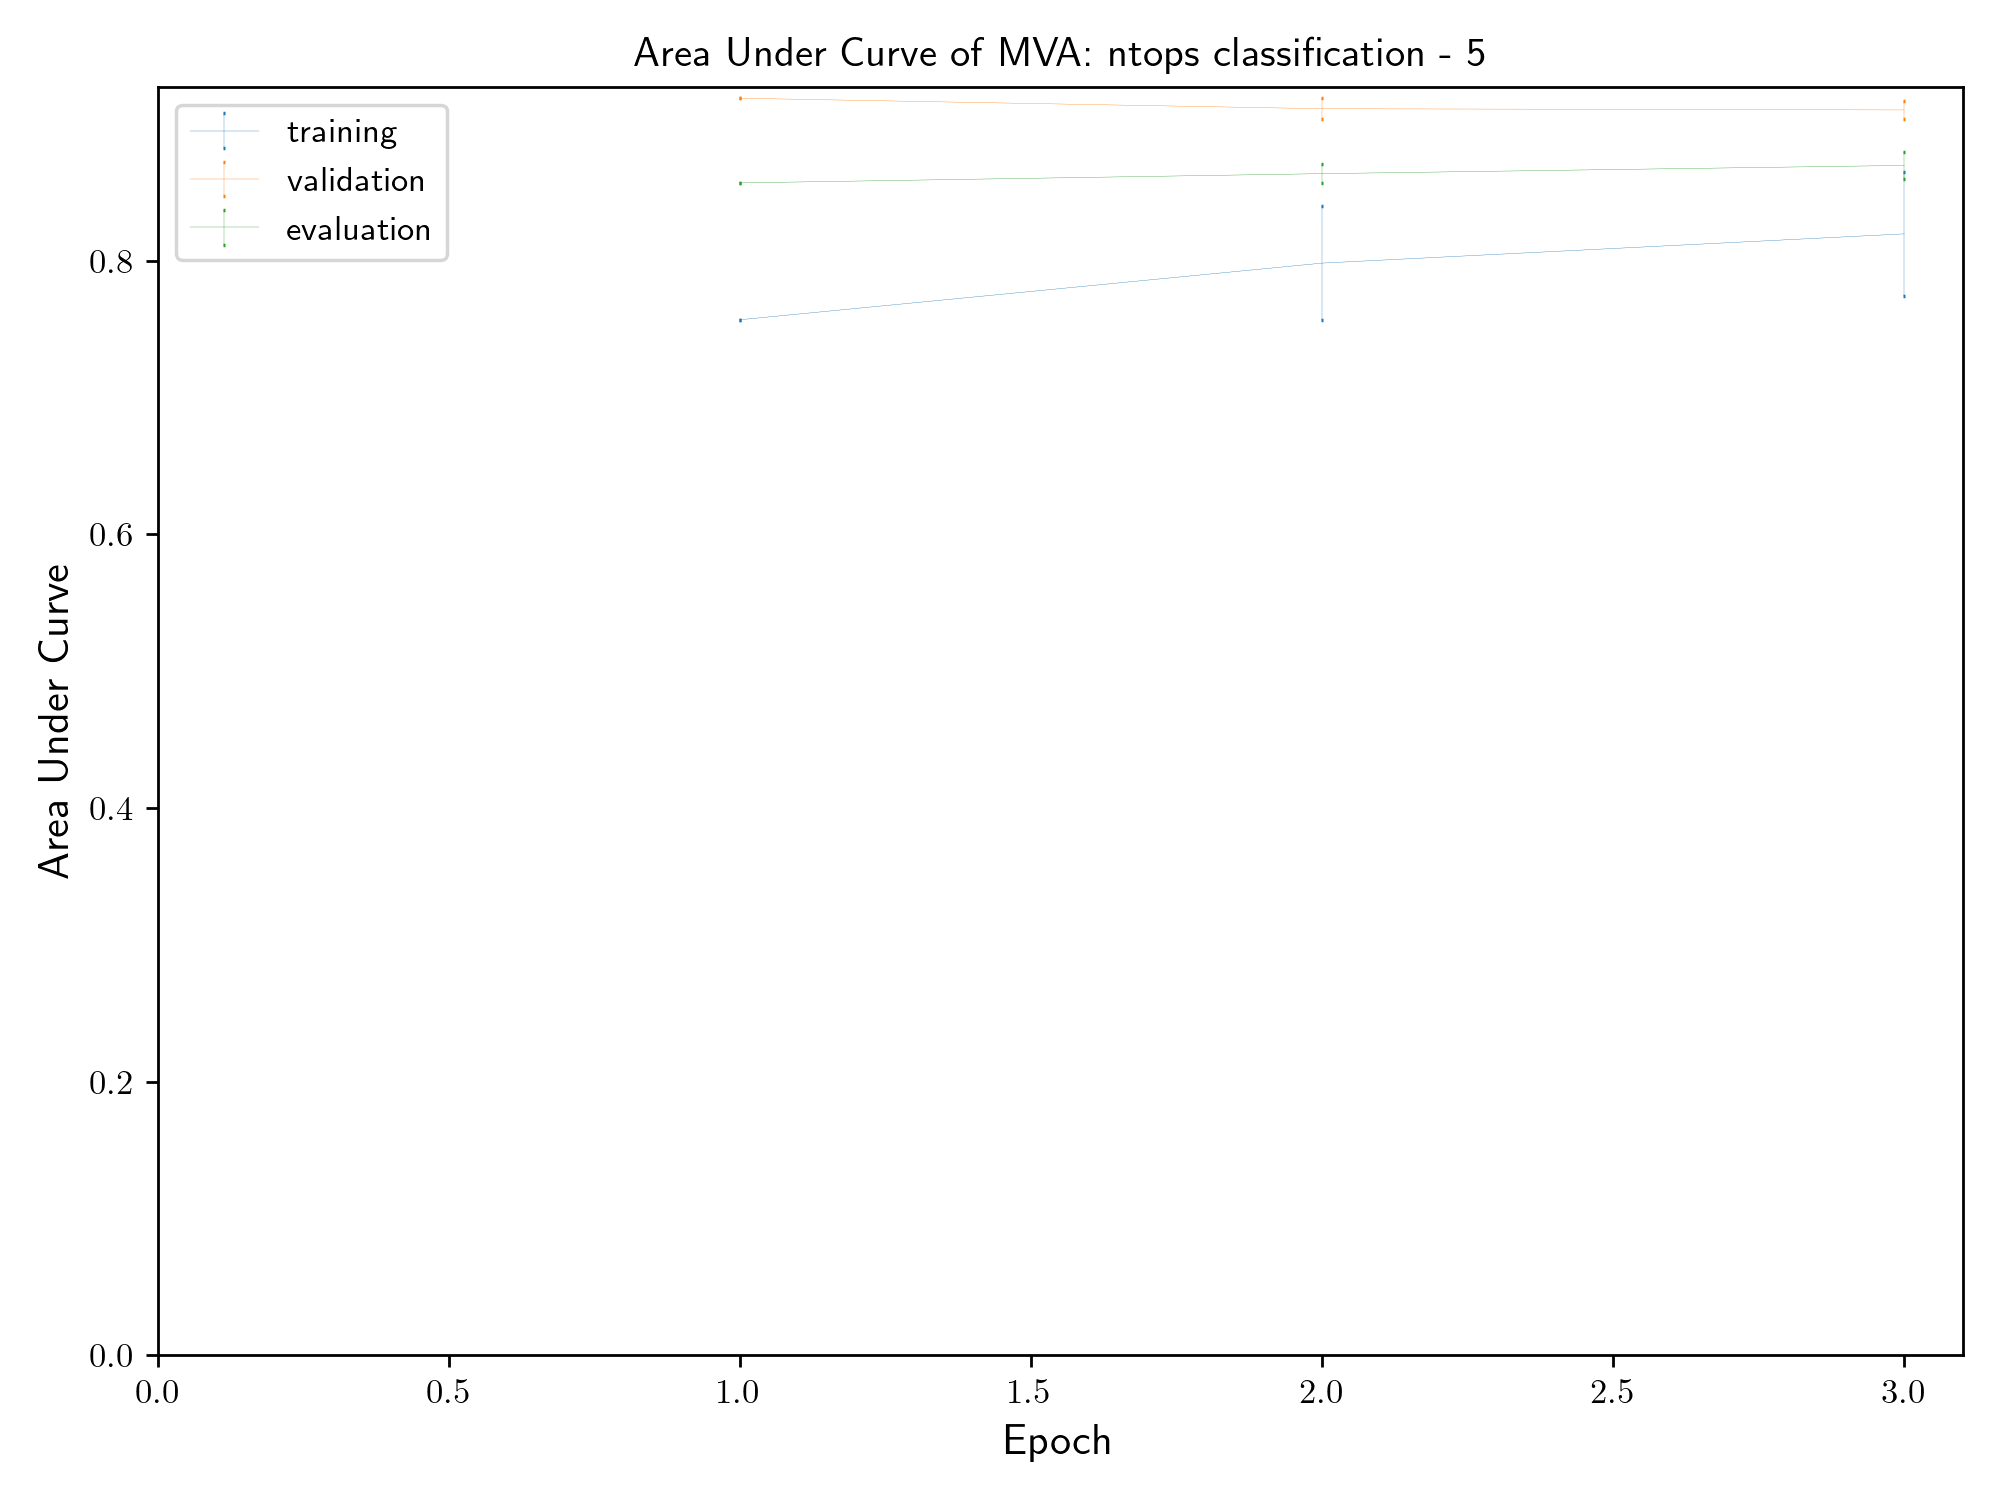 Area Under Curve of MVA: ntops classification - 5
training
validation
evaluation
0.8
0.6
0.4
0.2
0.0
Area Under Curve
0.0 0.5 1.0 1.5 2.0 2.5 3.0
Epoch